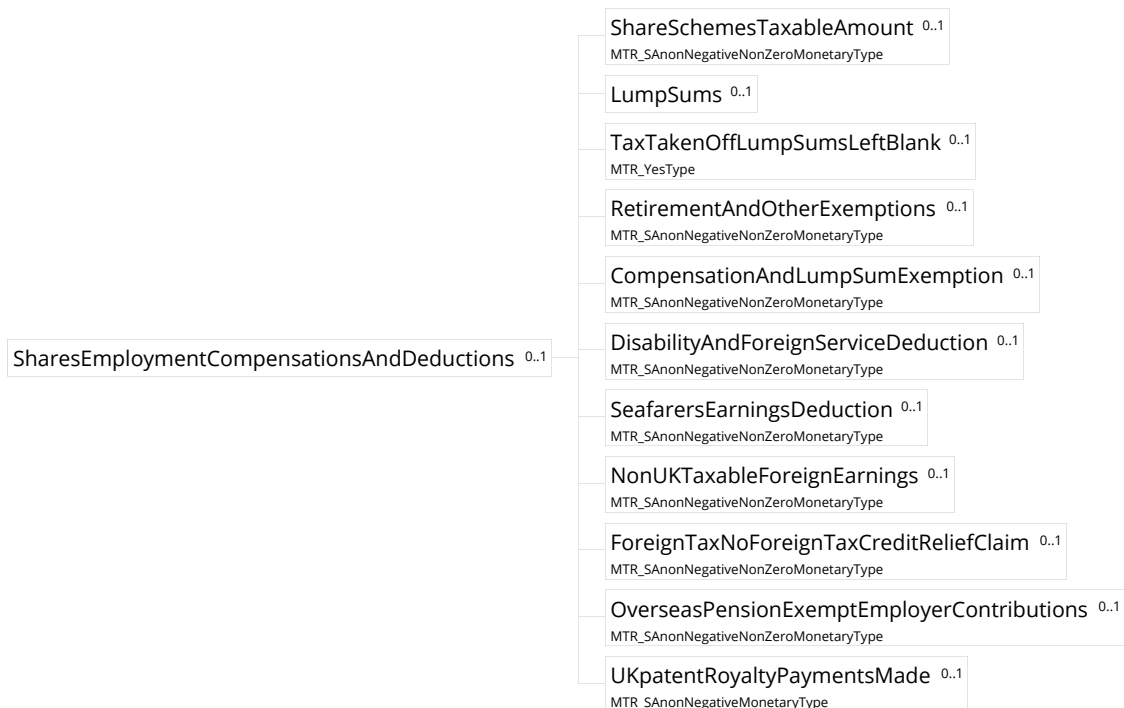 ShareSchemesTaxableAmount 0..1
MTR_SAnonNegativeNonZeroMonetaryType
LumpSums 0..1
TaxTakenOffLumpSumsLeftBlank 0..1
MTR_YesType
RetirementAndOtherExemptions 0..1
MTR_SAnonNegativeNonZeroMonetaryType
CompensationAndLumpSumExemption 0..1
MTR_SAnonNegativeNonZeroMonetaryType
SharesEmploymentCompensationsAndDeductions 0..1
DisabilityAndForeignServiceDeduction 0..1
MTR_SAnonNegativeNonZeroMonetaryType
SeafarersEarningsDeduction 0..1
MTR_SAnonNegativeNonZeroMonetaryType
NonUKTaxableForeignEarnings 0..1
MTR_SAnonNegativeNonZeroMonetaryType
ForeignTaxNoForeignTaxCreditReliefClaim 0..1
MTR_SAnonNegativeNonZeroMonetaryType
OverseasPensionExemptEmployerContributions 0..1
MTR_SAnonNegativeNonZeroMonetaryType
UKpatentRoyaltyPaymentsMade 0..1
MTR_SAnonNegativeMonetaryType